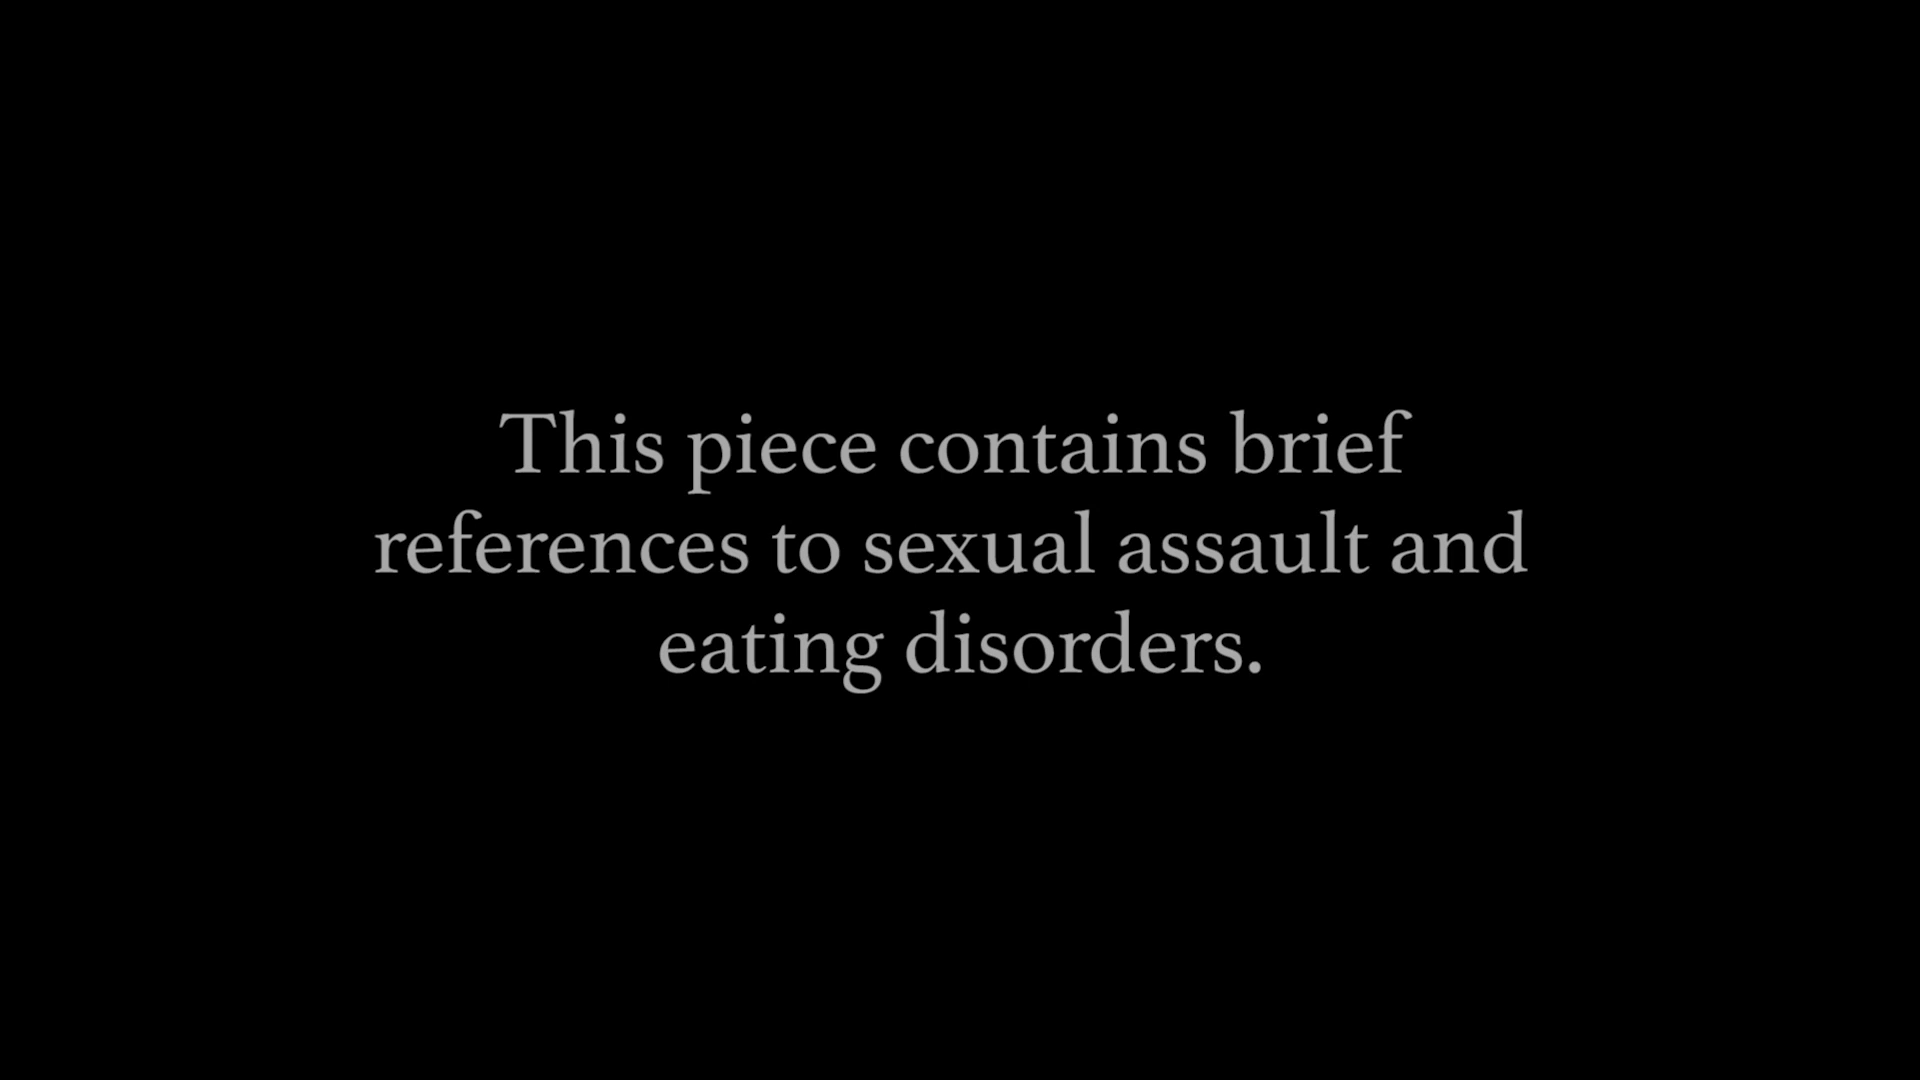 This piece contains brief
references to sexual assault and
eating disorders.